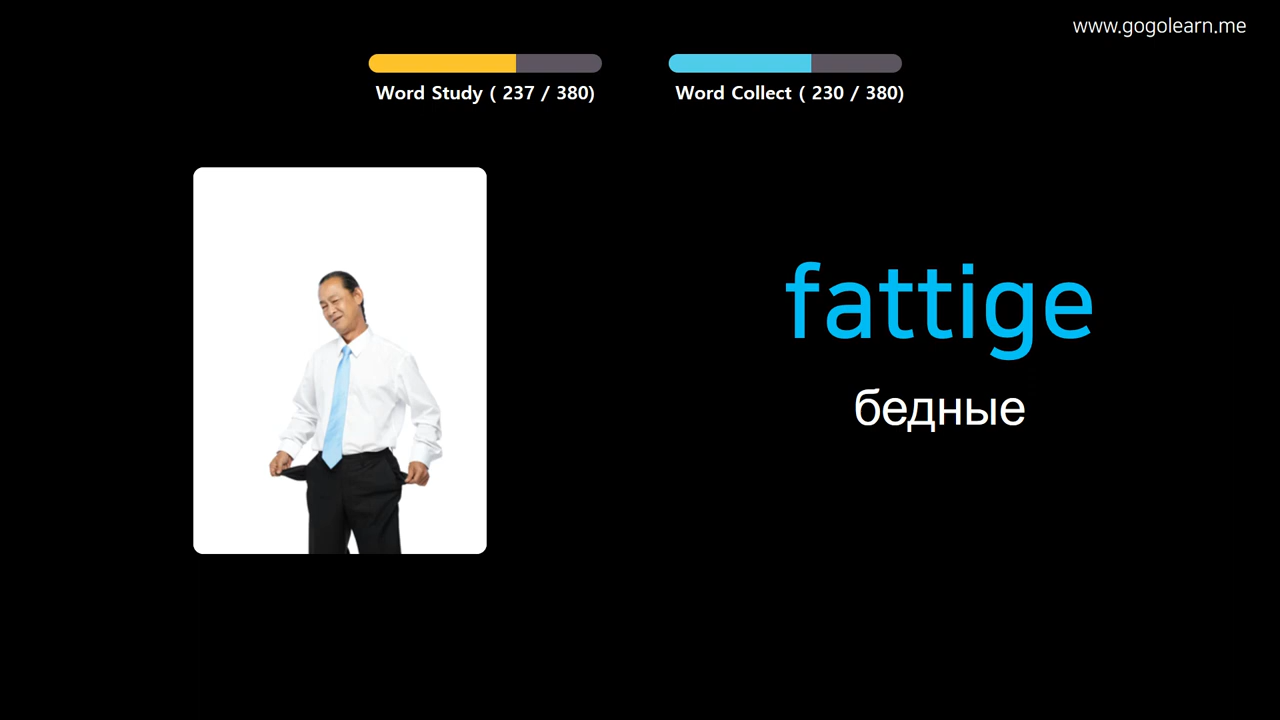 www.gogolearn.me
Word Study ( 237 / 380)
Word Collect ( 230 / 380)
fattige
бедные